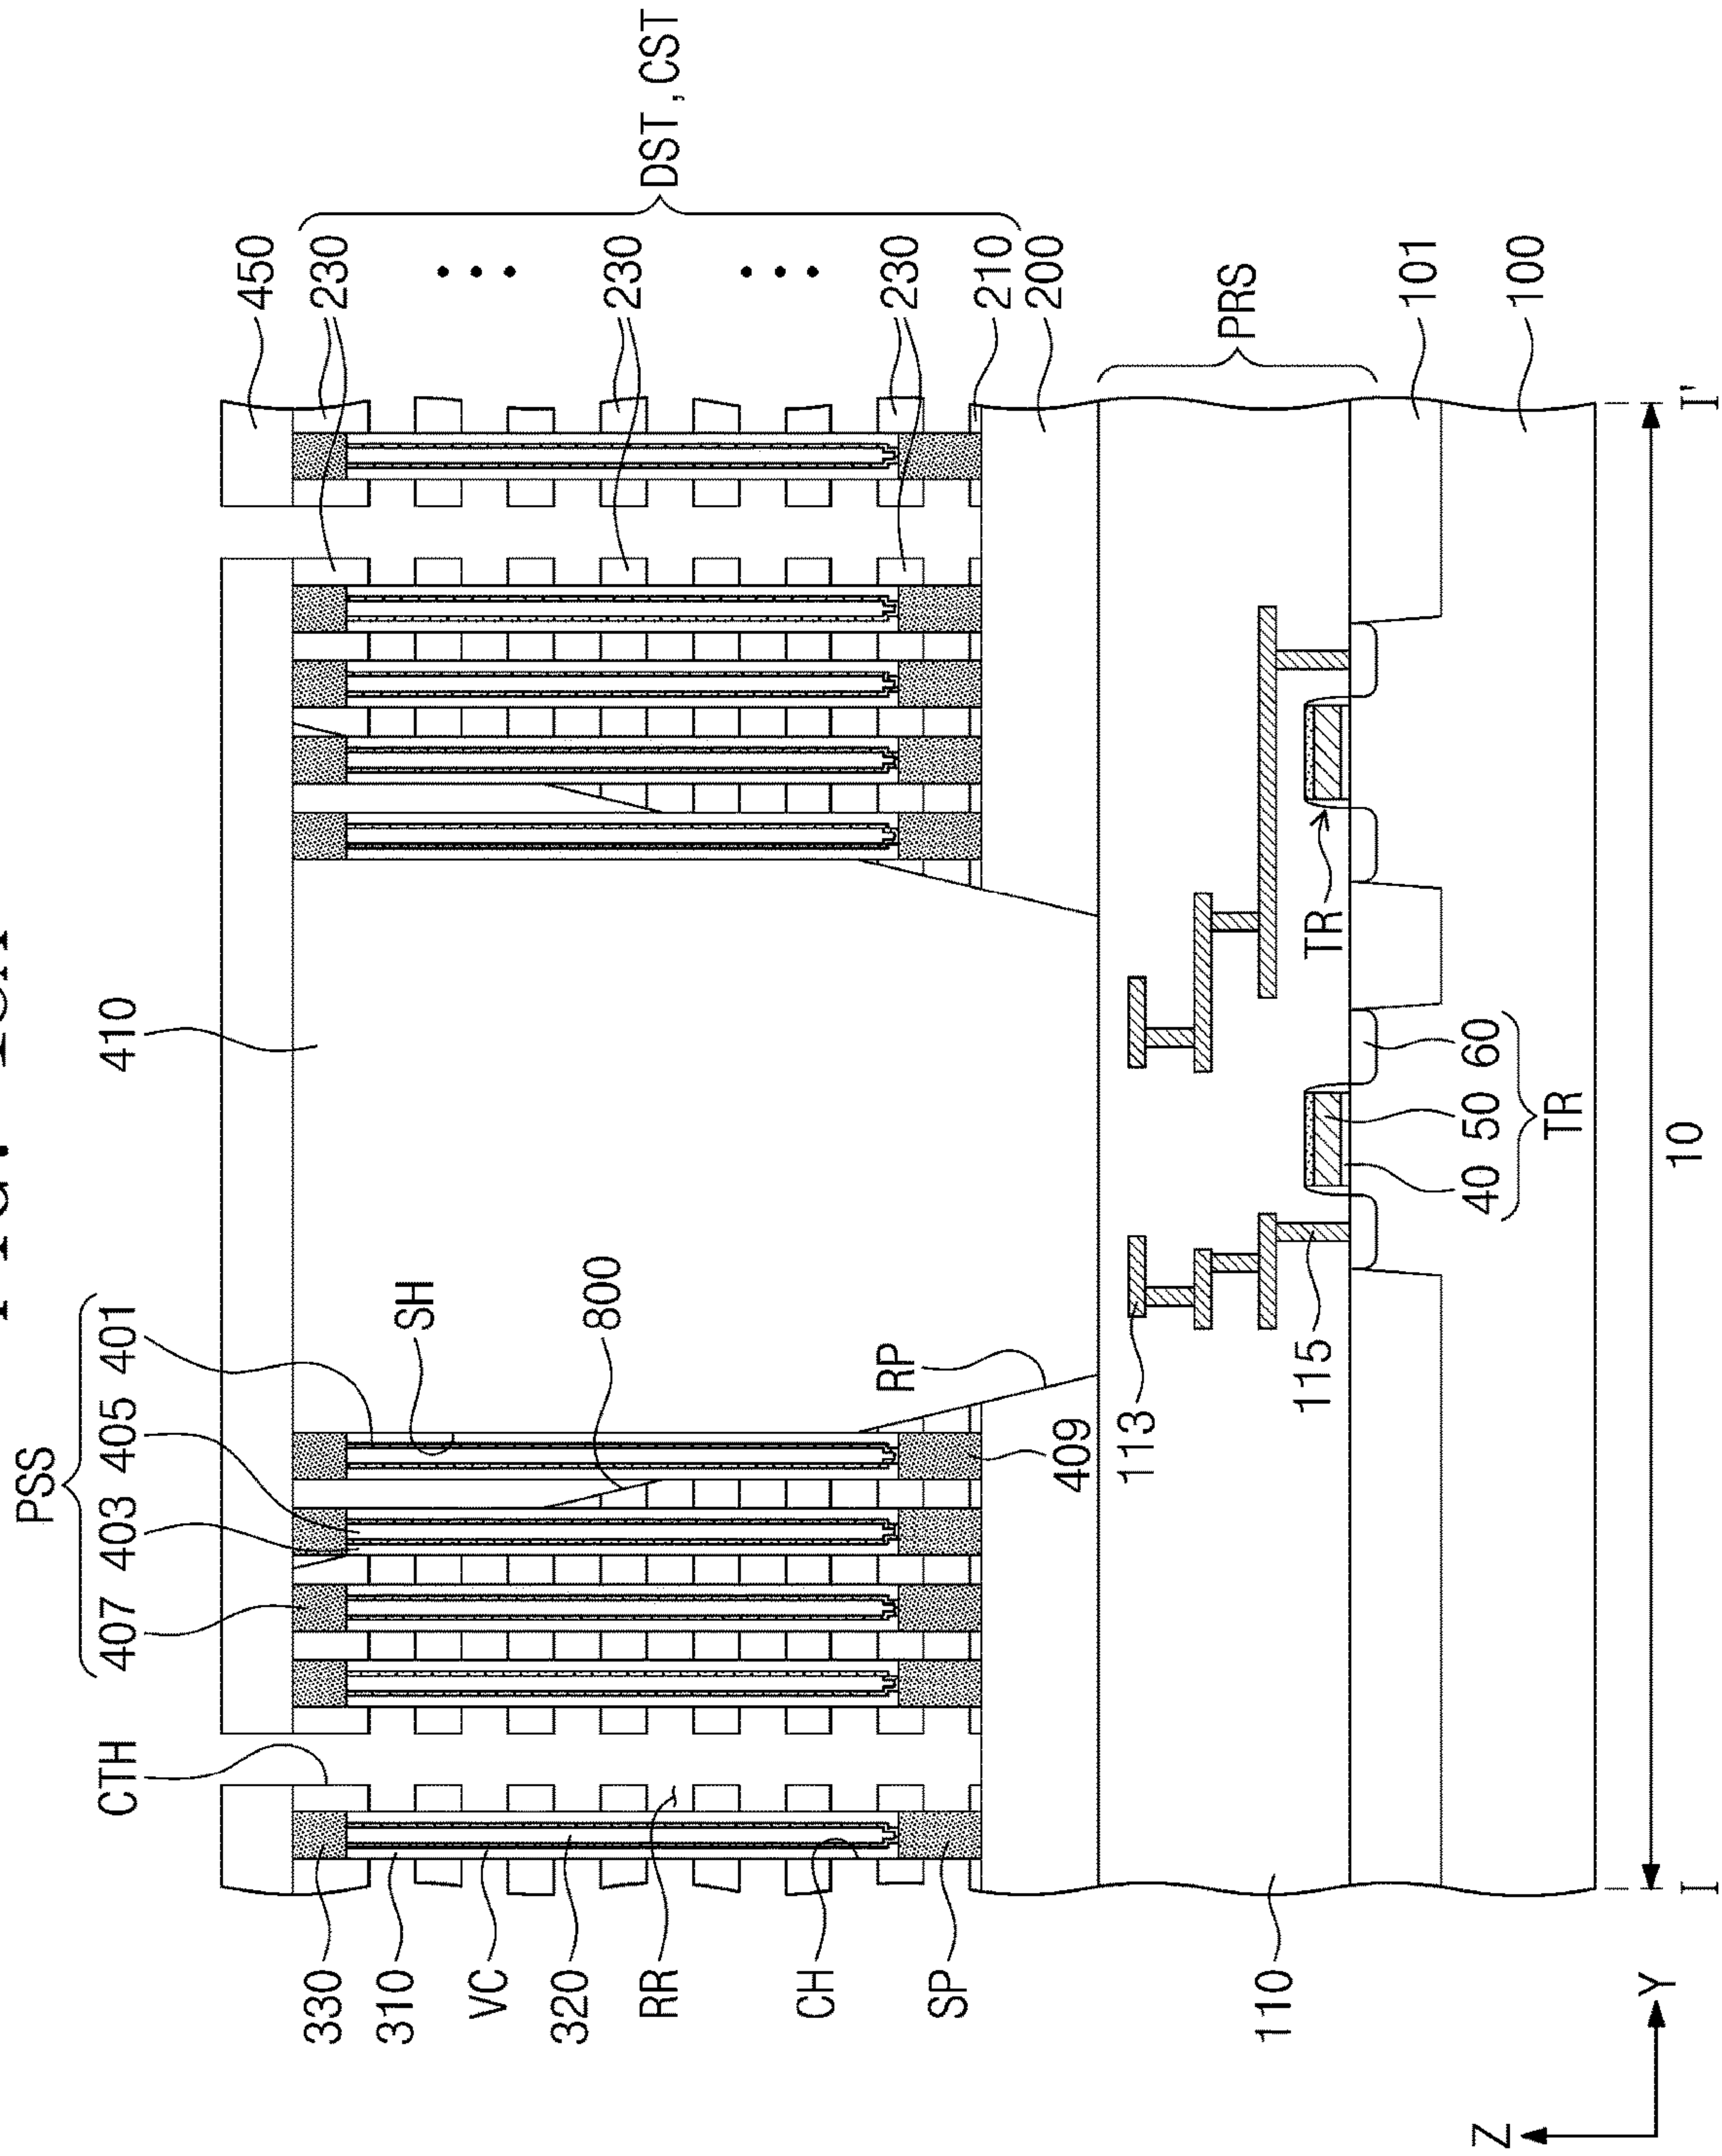 PSS
CTH 407 403 405 401 410
450
230
SH
800
230
DST, CST
230
210
200
330
310
VC
320
RR
CH
SP
RP
409
113
115
PRS
TR
101
100
110
40 50 60
TR
10
I I'
Z
Y